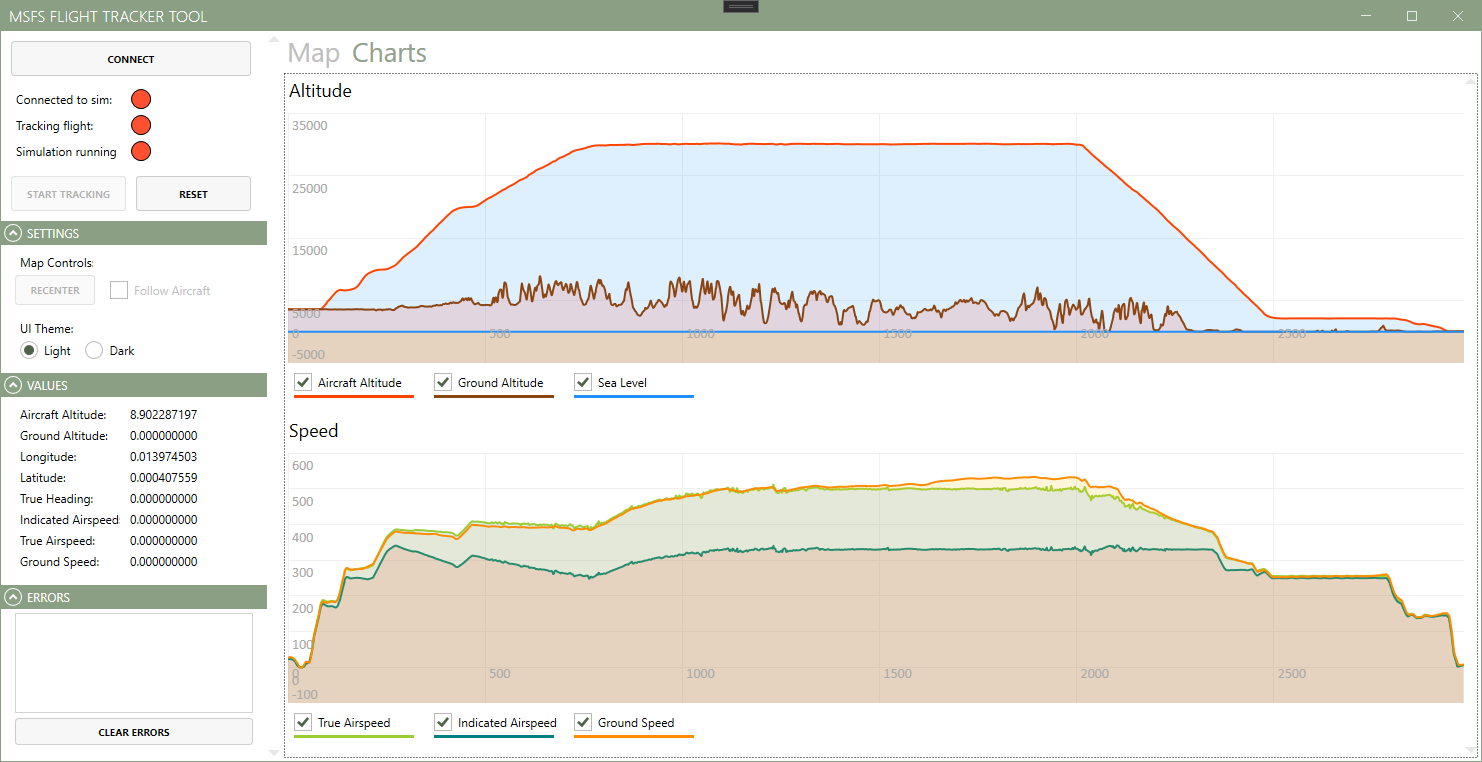 MSFS FLIGHT TRACKER TOOL
CONNECT
Connected to sim:
Tracking flight:
Simulation running
START TRACKING RESET
SETTINGS
Map Controls:
RECENTER Follow Aircraft
UI Theme:
Light Dark
VALUES
Aircraft Altitude: 8.902287197
Ground Altitude: 0.000000000
Longitude: 0.013974503
Latitude: 0.000407559
True Heading: 0.000000000
Indicated Airspeed: 0.000000000
True Airspeed: 0.000000000
Ground Speed: 0.000000000
ERRORS
CLEAR ERRORS
Map Charts
Altitude
35000
25000
15000
5000
0 500 1000 1500 2000 2500
-5000
Aircraft Altitude Ground Altitude Sea Level
Speed
600
500
400
300
200
100
0
0 500 1000 1500 2000 2500
-100
True Airspeed Indicated Airspeed Ground Speed